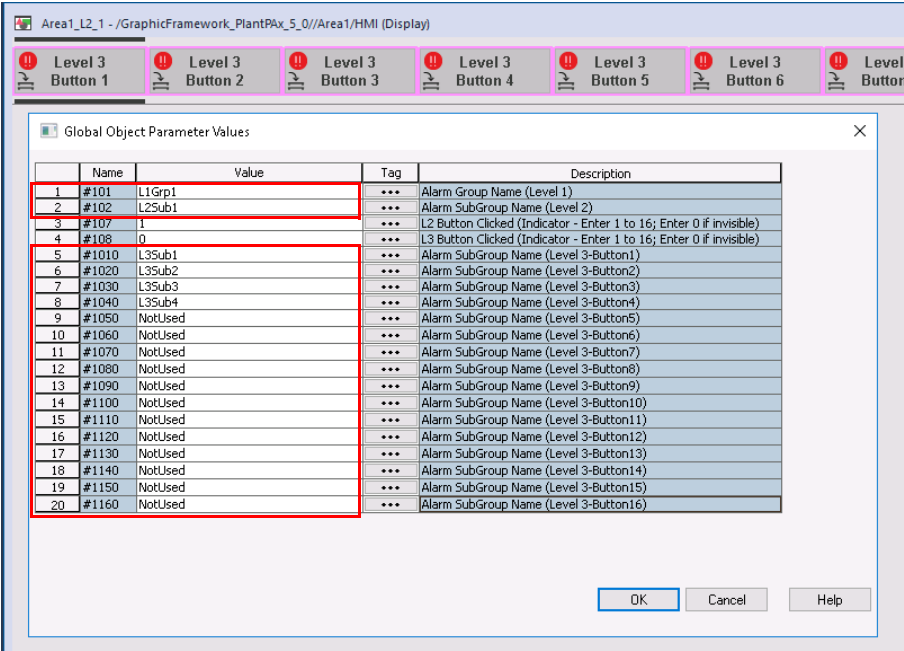 Area1_L2_1 - /GraphicFramework_PlantPAx_5_0//Area1/HMI (Display)
!! Level 3 !! Level 3 !! Level 3 !! Level 3 !! Level 3 !! Level 3 !! Level
Button 1 Button 2 Button 3 Button 4 Button 5 Button 6 Button
Global Object Parameter Values
Name Value Tag Description
1 #101 L1Grp1 ••• Alarm Group Name (Level 1)
2 #102 L2Sub1 ••• Alarm SubGroup Name (Level 2)
3 #107 1 ••• L2 Button Clicked (Indicator - Enter 1 to 16; Enter 0 if invisible)
4 #108 0 ••• L3 Button Clicked (Indicator - Enter 1 to 16; Enter 0 if invisible)
5 #1010 L3Sub1 ••• Alarm SubGroup Name (Level 3-Button1)
6 #1020 L3Sub2 ••• Alarm SubGroup Name (Level 3-Button2)
7 #1030 L3Sub3 ••• Alarm SubGroup Name (Level 3-Button3)
8 #1040 L3Sub4 ••• Alarm SubGroup Name (Level 3-Button4)
9 #1050 NotUsed ••• Alarm SubGroup Name (Level 3-Button5)
10 #1060 NotUsed ••• Alarm SubGroup Name (Level 3-Button6)
11 #1070 NotUsed ••• Alarm SubGroup Name (Level 3-Button7)
12 #1080 NotUsed ••• Alarm SubGroup Name (Level 3-Button8)
13 #1090 NotUsed ••• Alarm SubGroup Name (Level 3-Button9)
14 #1100 NotUsed ••• Alarm SubGroup Name (Level 3-Button10)
15 #1110 NotUsed ••• Alarm SubGroup Name (Level 3-Button11)
16 #1120 NotUsed ••• Alarm SubGroup Name (Level 3-Button12)
17 #1130 NotUsed ••• Alarm SubGroup Name (Level 3-Button13)
18 #1140 NotUsed ••• Alarm SubGroup Name (Level 3-Button14)
19 #1150 NotUsed ••• Alarm SubGroup Name (Level 3-Button15)
20 #1160 NotUsed ••• Alarm SubGroup Name (Level 3-Button16)
OK Cancel Help